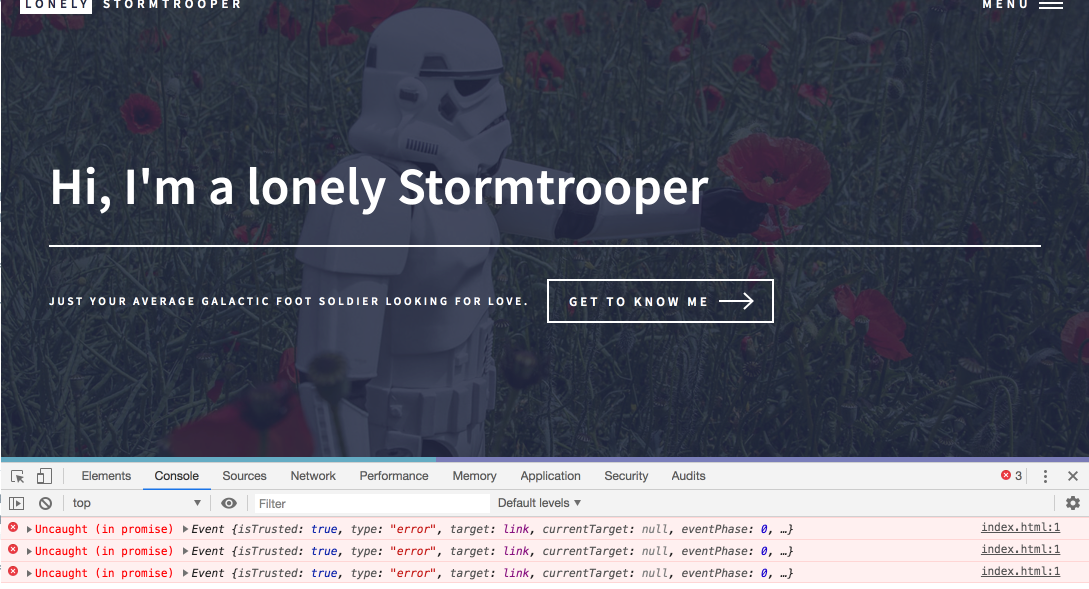 LONELY STORMTROOPER MENU
Hi, I'm a lonely Stormtrooper
JUST YOUR AVERAGE GALACTIC FOOT SOLDIER LOOKING FOR LOVE. GET TO KNOW ME
Elements Console Sources Network Performance Memory Application Security Audits 3
top Filter Default levels
Uncaught (in promise) Event {isTrusted: true, type: "error", target: link, currentTarget: null, eventPhase: 0, …} index.html:1
Uncaught (in promise) Event {isTrusted: true, type: "error", target: link, currentTarget: null, eventPhase: 0, …} index.html:1
Uncaught (in promise) Event {isTrusted: true, type: "error", target: link, currentTarget: null, eventPhase: 0, …} index.html:1